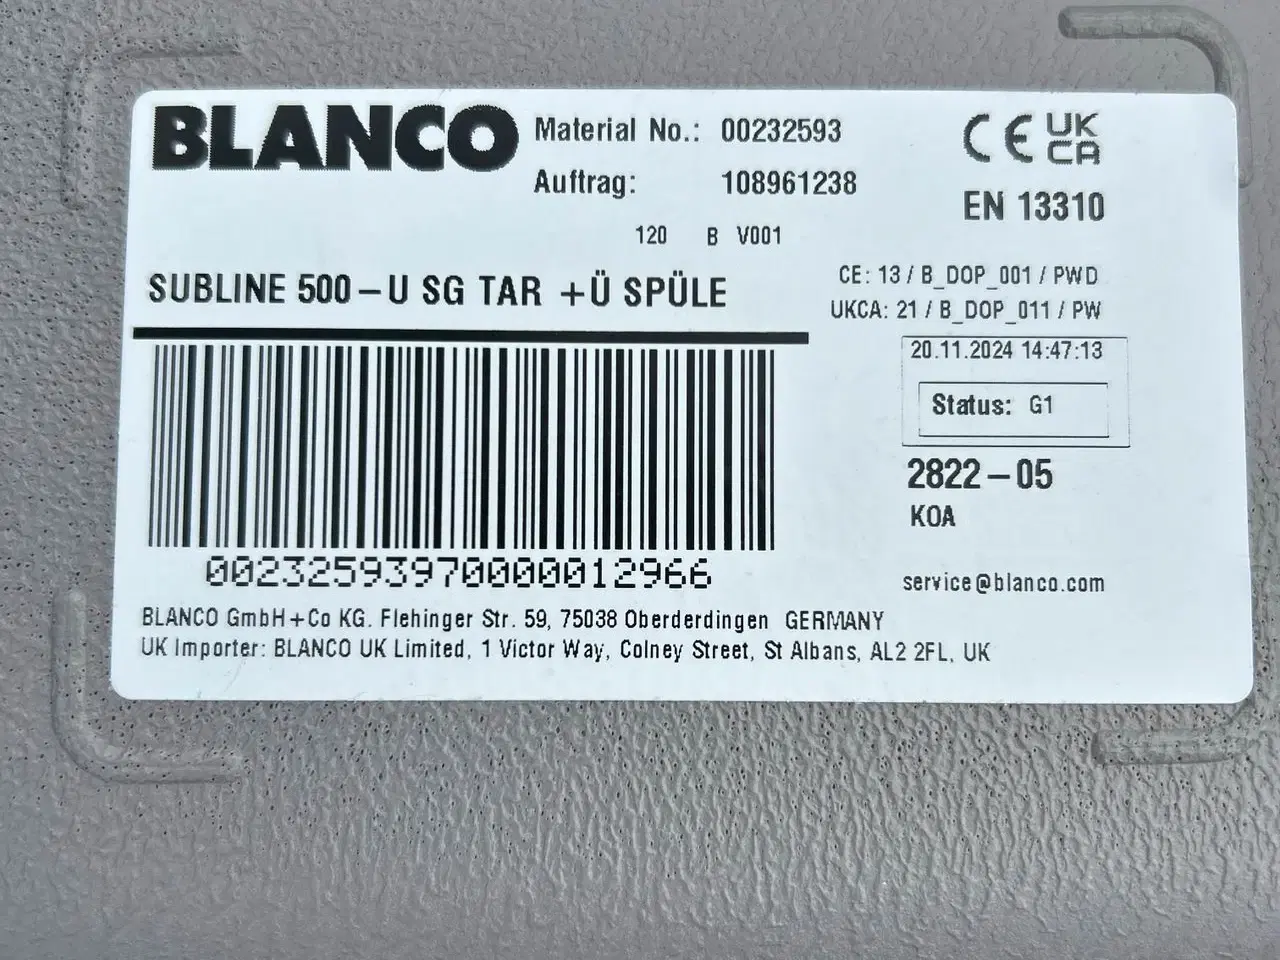 BLANCO
Material No.: 00232593
Auftrag: 108961238
120 B V001
CE UK CA
EN 13310
SUBLINE 500-U SG TAR +Ü SPÜLE
CE: 13 / B_DOP_001 / PWD
UKCA: 21 / B_DOP_011 / PW
20.11.2024 14:47:13
Status: G1
2822-05
KOA
00232593970000012966
service@blanco.com
BLANCO GmbH+Co KG. Flehinger Str. 59, 75038 Oberderdingen GERMANY
UK Importer: BLANCO UK Limited, 1 Victor Way, Colney Street, St Albans, AL2 2FL, UK